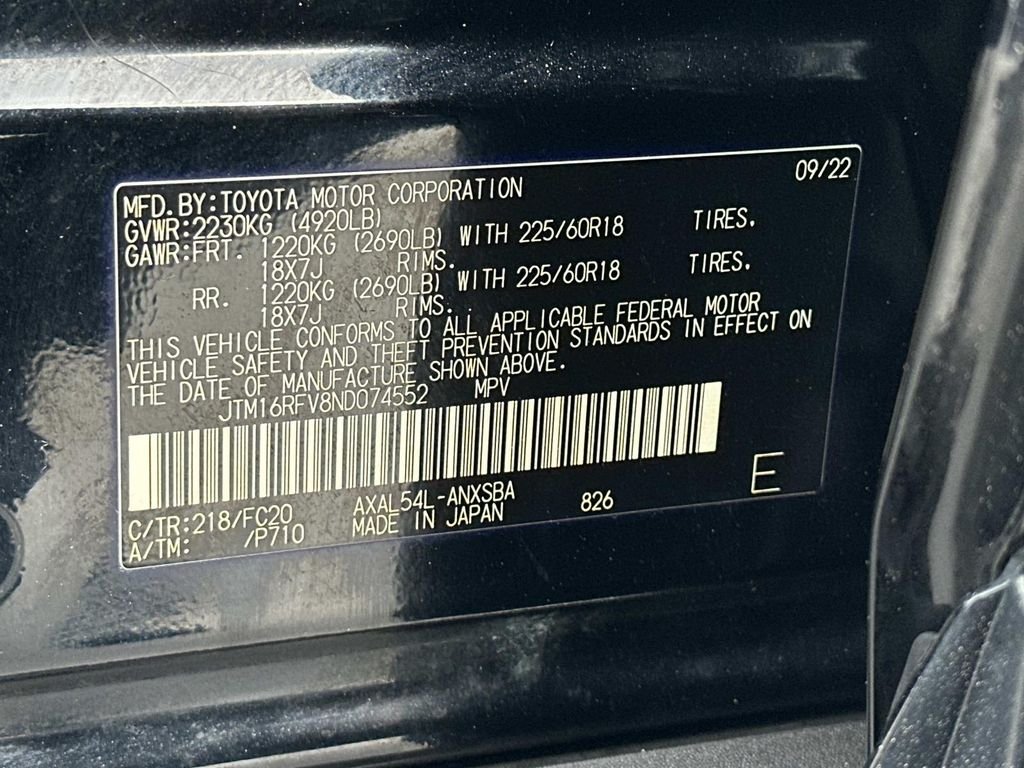 09/22
MFD.BY:TOYOTA MOTOR CORPORATION
GVWR:2230KG (4920LB)
GAWR:FRT. 1220KG (2690LB) WITH 225/60R18 TIRES.
18X7J RIMS.
RR. 1220KG (2690LB) WITH 225/60R18 TIRES.
18X7J RIMS.
THIS VEHICLE CONFORMS TO ALL APPLICABLE FEDERAL MOTOR
VEHICLE SAFETY AND THEFT PREVENTION STANDARDS IN EFFECT ON
THE DATE OF MANUFACTURE SHOWN ABOVE.
JTM16RFV8ND074552 MPV
C/TR:218/FC20 AXAL54L-ANXSBA 826 E
A/TM: /P710 MADE IN JAPAN